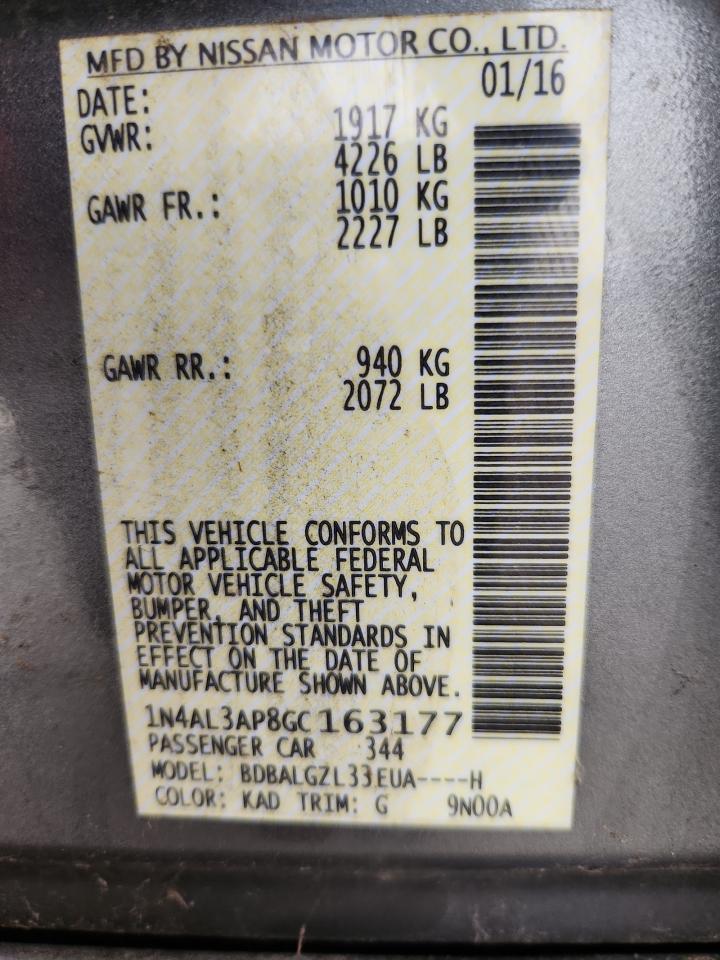 MFD BY NISSAN MOTOR CO., LTD.
DATE: 01/16
GVWR: 1917 KG
4226 LB
GAWR FR.: 1010 KG
2227 LB
GAWR RR.: 940 KG
2072 LB
THIS VEHICLE CONFORMS TO
ALL APPLICABLE FEDERAL
MOTOR VEHICLE SAFETY,
BUMPER, AND THEFT
PREVENTION STANDARDS IN
EFFECT ON THE DATE OF
MANUFACTURE SHOWN ABOVE.
1N4AL3AP8GC163177
PASSENGER CAR 344
MODEL: BDBALGZL33EUA----H
COLOR: KAD TRIM: G 9N00A